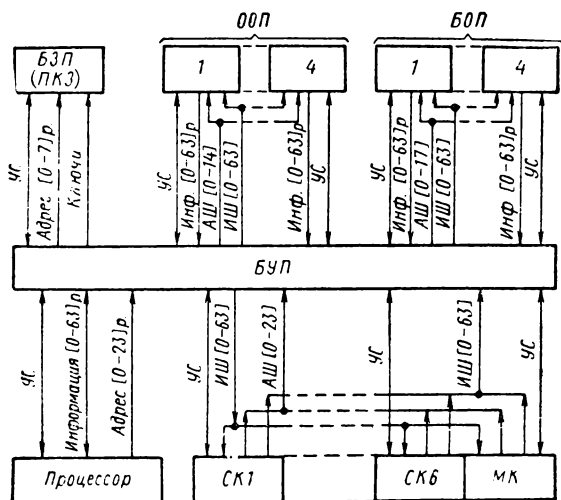 ООП
БОП
БЗП
(ПКЗ)
1
4
1
4
УС
Адрес [0-7]р.
Ключи
УС
Инф. [0-63]р
АШ [0-14]
ИШ [0-63]
Инф. [0-63]р
УС
УС
Инф. [0-63]р
АШ [0-17]
ИШ [0-63]
Инф. [0-63]р
УС
БУП
УС
Информация [0-63]р
Адрес [0-23]р.
УС
ИШ [0-63]
АШ [0-23]
УС
ИШ [0-63]
УС
Процессор
СК1
СК6
МК